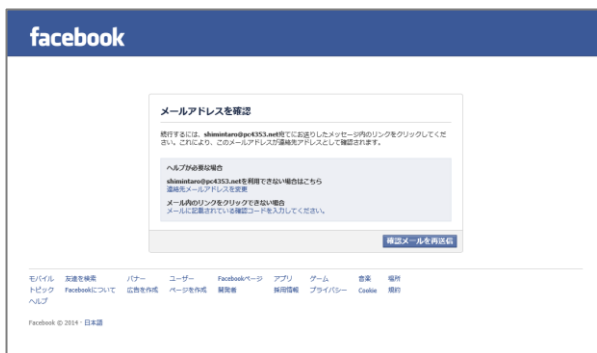 facebook
メールアドレスを確認
続行するには、shimintaro@pc4353.net宛てにお送りしたメッセージ内のリンクをクリックしてくだ
さい。これにより、このメールアドレスが連絡先アドレスとして確認されます。
ヘルプが必要な場合
shimintaro@pc4353.netを利用できない場合はこちら
連絡先メールアドレスを変更
メール内のリンクをクリックできない場合
メールに記載されている確認コードを入力してください。
確認メールを再送信
モバイル 友達を検索 バナー ユーザー Facebookページ アプリ ゲーム 音楽 場所
トピック Facebookについて 広告を作成 ページを作成 開発者 採用情報 プライバシー Cookie 規約
ヘルプ
Facebook © 2014 · 日本語